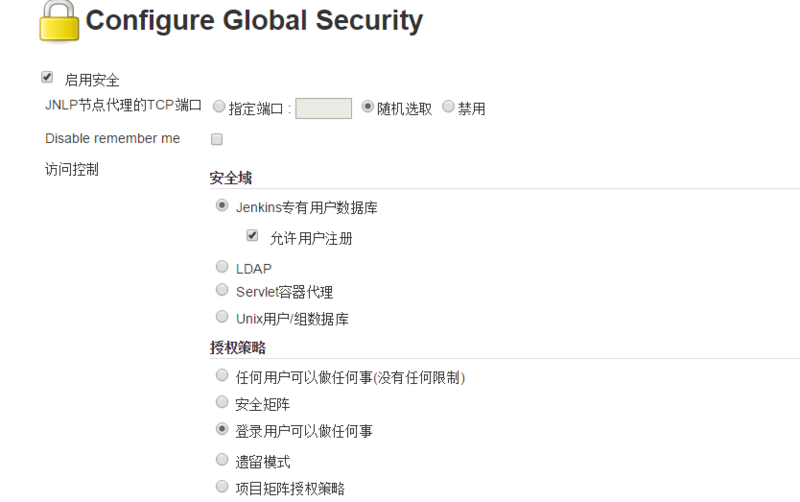 Configure Global Security
启用安全
JNLP节点代理的TCP端口 指定端口 : 随机选取 禁用
Disable remember me
访问控制
安全域
Jenkins专有用户数据库
允许用户注册
LDAP
Servlet容器代理
Unix用户/组数据库
授权策略
任何用户可以做任何事(没有任何限制)
安全矩阵
登录用户可以做任何事
遗留模式
项目矩阵授权策略